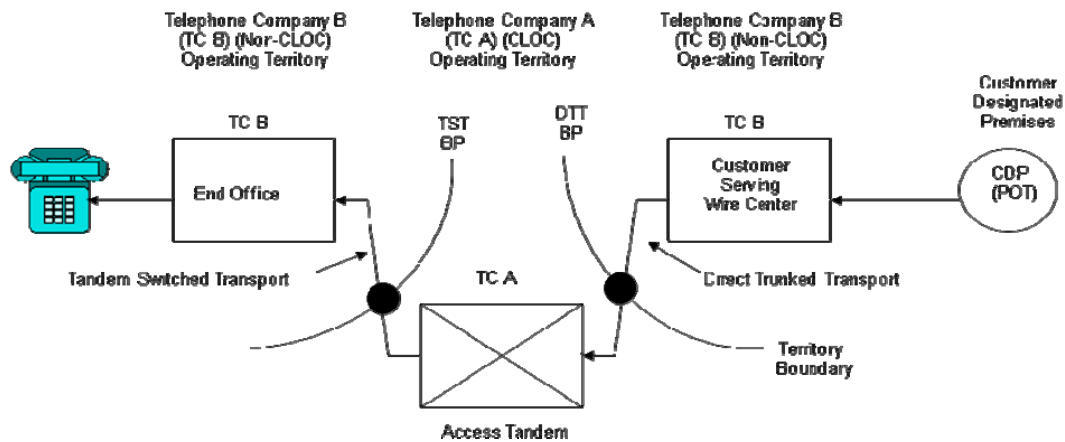 Telephone Company B
(TC B) (Nor-CLOC)
Operating Territory
Telephone Company A
(TC A) (CLOC)
Operating Territory
Telephone Company B
(TC B) (Non-CLOC)
Operating Territory
Customer
Designated
Premises
TC B
TST
BP
DTT
BP
TC B
End Office
Customer
Serving
Wire Center
CDP
(POT)
Tandem Switched Transport
TC A
Direct Trunked Transport
Territory
Boundary
Access Tandem